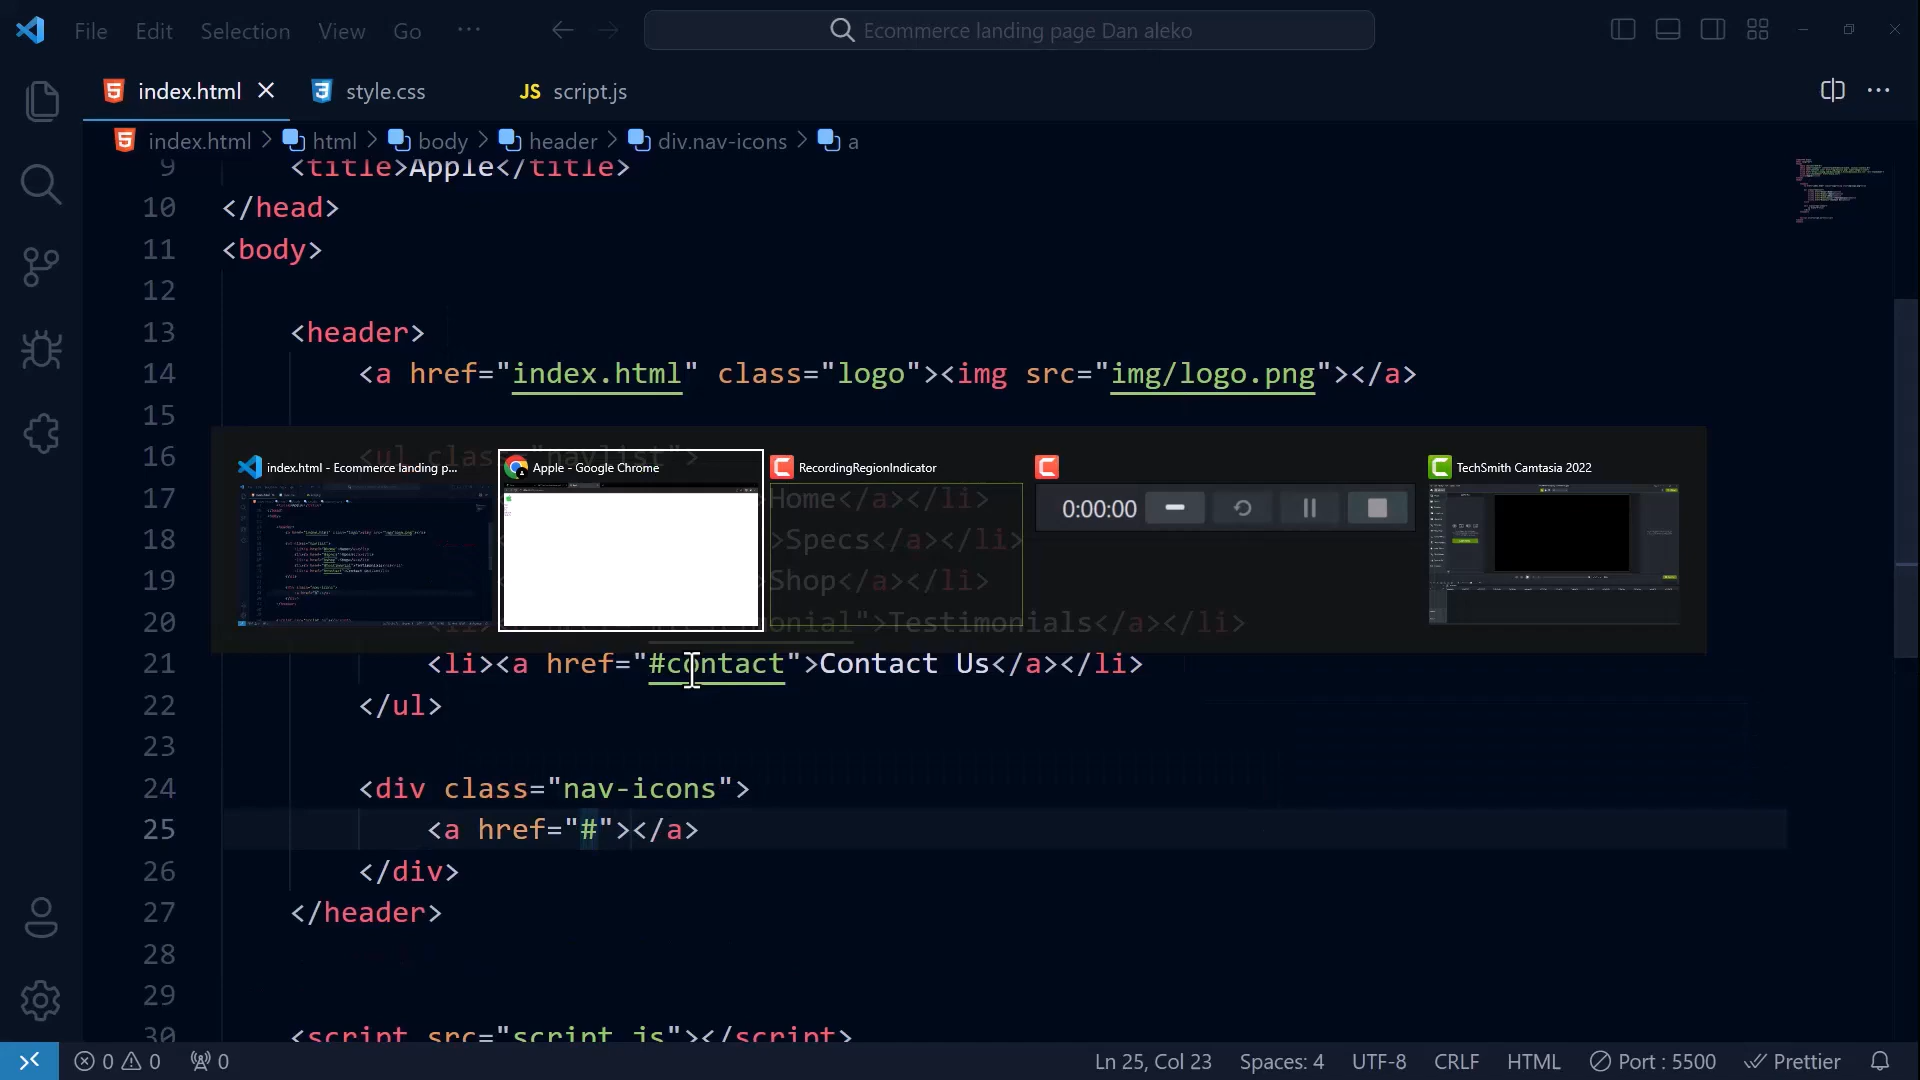 File Edit Selection View Go ··· Ecommerce landing page Dan aleko
index.html style.css JS script.js
index.html > html > body > header > div.nav-icons > a
9 <title>Apple</title>
10 </head>
11 <body>
12
13 <header>
14 <a href="index.html" class="logo"><img src="img/logo.png"></a>
15
16 <ul class="navlist">
index.html - Ecommerce landing p... Apple - Google Chrome RecordingRegionIndicator TechSmith Camtasia 2022
17 Home</a></li>
0:00:00
18 >Specs</a></li>
19 >Shop</a></li>
20 <li> monial">Testimonials</a></li>
21 <li><a href="#contact">Contact Us</a></li>
22 </ul>
23
24 <div class="nav-icons">
25 <a href="#"></a>
26 </div>
27 </header>
28
29
30 <script src="script.js"></script>
0 0 0 Ln 25, Col 23 Spaces: 4 UTF-8 CRLF HTML Port : 5500 Prettier